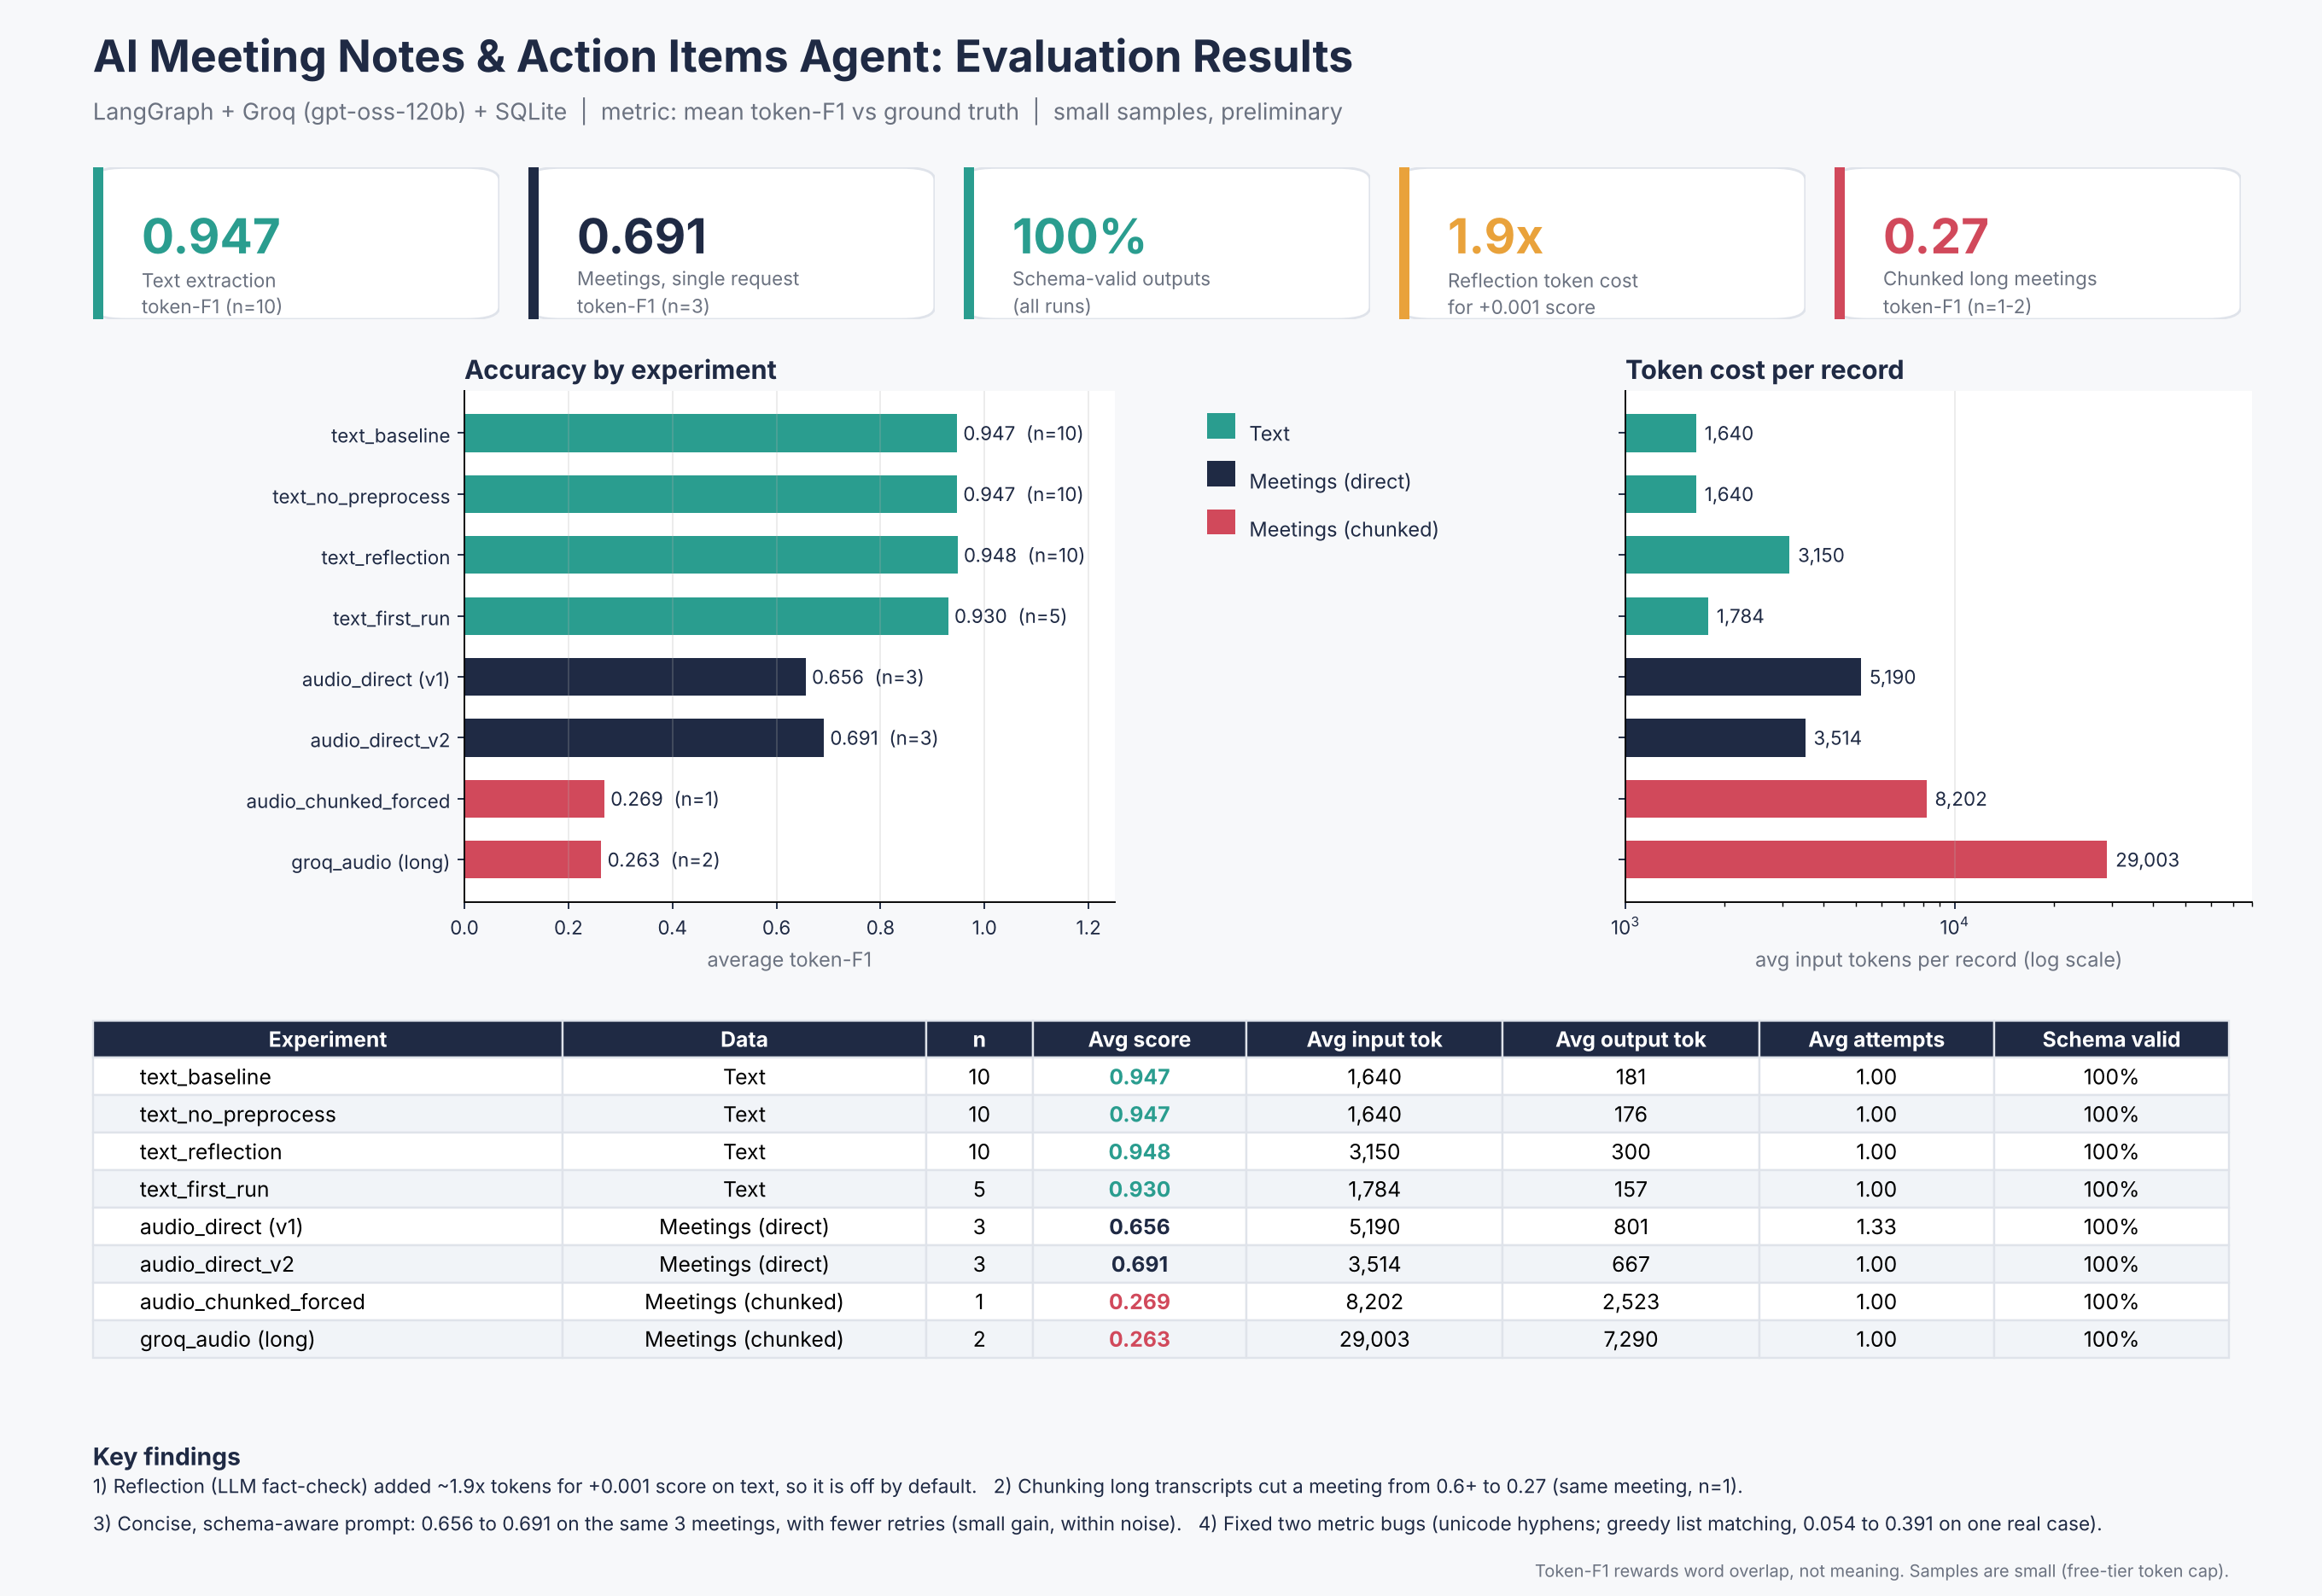 AI Meeting Notes & Action Items Agent: Evaluation Results
LangGraph + Groq (gpt-oss-120b) + SQLite | metric: mean token-F1 vs ground truth | small samples, preliminary
0.947
Text extraction
token-F1 (n=10)
0.691
Meetings, single request
token-F1 (n=3)
100%
Schema-valid outputs
(all runs)
1.9x
Reflection token cost
for +0.001 score
0.27
Chunked long meetings
token-F1 (n=1-2)
Accuracy by experiment
text_baseline 0.947 (n=10)
text_no_preprocess 0.947 (n=10)
text_reflection 0.948 (n=10)
text_first_run 0.930 (n=5)
audio_direct (v1) 0.656 (n=3)
audio_direct_v2 0.691 (n=3)
audio_chunked_forced 0.269 (n=1)
groq_audio (long) 0.263 (n=2)
0.0 0.2 0.4 0.6 0.8 1.0 1.2
average token-F1
Text
Meetings (direct)
Meetings (chunked)
Token cost per record
1,640
1,640
3,150
1,784
5,190
3,514
8,202
29,003
10³ 10⁴
avg input tokens per record (log scale)
Experiment Data n Avg score Avg input tok Avg output tok Avg attempts Schema valid
text_baseline Text 10 0.947 1,640 181 1.00 100%
text_no_preprocess Text 10 0.947 1,640 176 1.00 100%
text_reflection Text 10 0.948 3,150 300 1.00 100%
text_first_run Text 5 0.930 1,784 157 1.00 100%
audio_direct (v1) Meetings (direct) 3 0.656 5,190 801 1.33 100%
audio_direct_v2 Meetings (direct) 3 0.691 3,514 667 1.00 100%
audio_chunked_forced Meetings (chunked) 1 0.269 8,202 2,523 1.00 100%
groq_audio (long) Meetings (chunked) 2 0.263 29,003 7,290 1.00 100%
Key findings
1) Reflection (LLM fact-check) added ~1.9x tokens for +0.001 score on text, so it is off by default. 2) Chunking long transcripts cut a meeting from 0.6+ to 0.27 (same meeting, n=1).
3) Concise, schema-aware prompt: 0.656 to 0.691 on the same 3 meetings, with fewer retries (small gain, within noise). 4) Fixed two metric bugs (unicode hyphens; greedy list matching, 0.054 to 0.391 on one real case).
Token-F1 rewards word overlap, not meaning. Samples are small (free-tier token cap).